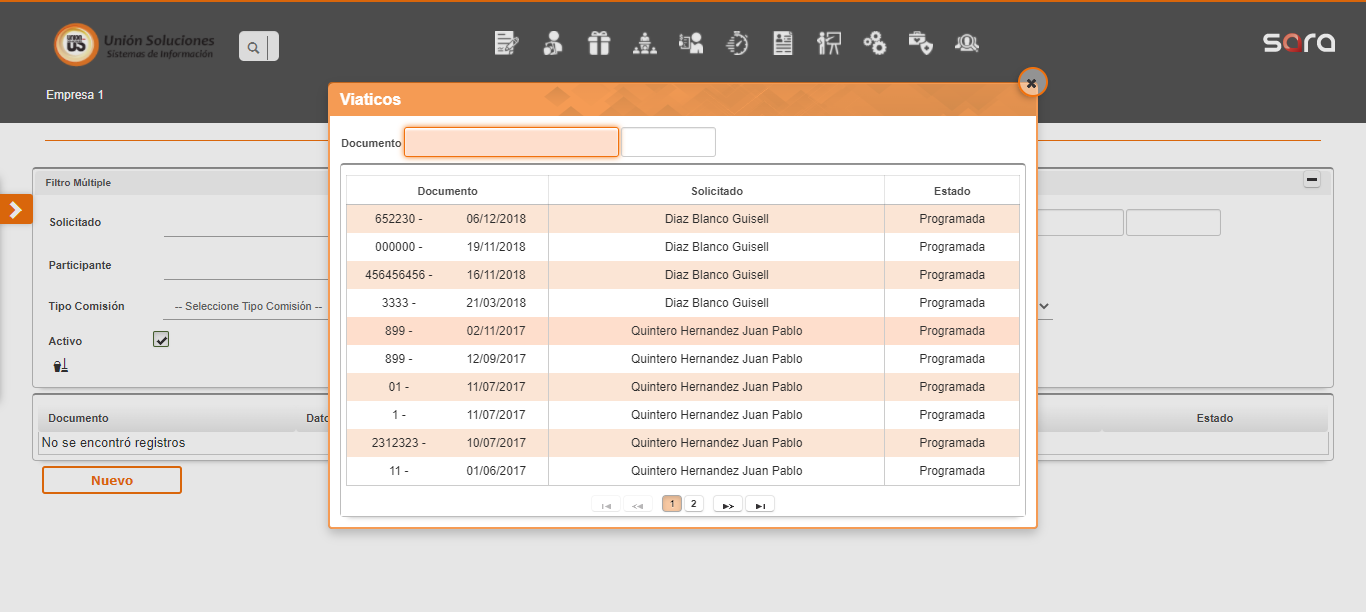 Unión Soluciones
Sistemas de Información
sara
Empresa 1
Viaticos
Documento
Documento Solicitado Estado
652230 - 06/12/2018 Diaz Blanco Guisell Programada
000000 - 19/11/2018 Diaz Blanco Guisell Programada
456456456 - 16/11/2018 Diaz Blanco Guisell Programada
3333 - 21/03/2018 Diaz Blanco Guisell Programada
899 - 02/11/2017 Quintero Hernandez Juan Pablo Programada
899 - 12/09/2017 Quintero Hernandez Juan Pablo Programada
01 - 11/07/2017 Quintero Hernandez Juan Pablo Programada
1 - 11/07/2017 Quintero Hernandez Juan Pablo Programada
2312323 - 10/07/2017 Quintero Hernandez Juan Pablo Programada
11 - 01/06/2017 Quintero Hernandez Juan Pablo Programada
1 2
Filtro Múltiple
Solicitado
Participante
Tipo Comisión -- Seleccione Tipo Comisión --
Activo
Documento Estado
No se encontró registros
Nuevo